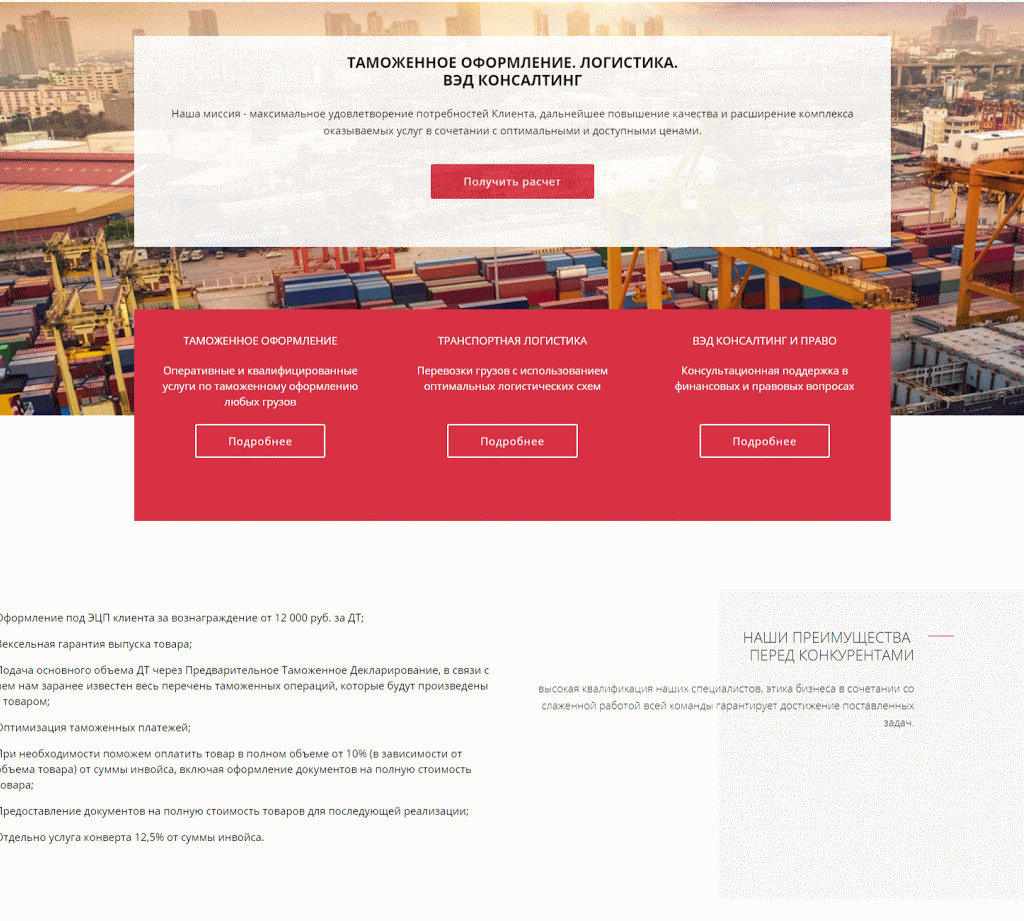 ТАМОЖЕННОЕ ОФОРМЛЕНИЕ. ЛОГИСТИКА.
ВЭД КОНСАЛТИНГ
Наша миссия - максимальное удовлетворение потребностей Клиента, дальнейшее повышение качества и расширение комплекса
оказываемых услуг в сочетании с оптимальными и доступными ценами.
Получить расчет
ТАМОЖЕННОЕ ОФОРМЛЕНИЕ
Оперативные и квалифицированные
услуги по таможенному оформлению
любых грузов
Подробнее
ТРАНСПОРТНАЯ ЛОГИСТИКА
Перевозки грузов с использованием
оптимальных логистических схем
Подробнее
ВЭД КОНСАЛТИНГ И ПРАВО
Консультационная поддержка в
финансовых и правовых вопросах
Подробнее
Оформление под ЭЦП клиента за вознаграждение от 12 000 руб. за ДТ;
Вексельная гарантия выпуска товара;
Подача основного объема ДТ через Предварительное Таможенное Декларирование, в связи с
чем нам заранее известен весь перечень таможенных операций, которые будут произведены
товаром;
Оптимизация таможенных платежей;
При необходимости поможем оплатить товар в полном объеме от 10% (в зависимости от
объема товара) от суммы инвойса, включая оформление документов на полную стоимость
товара;
Предоставление документов на полную стоимость товаров для последующей реализации;
Отдельно услуга конверта 12,5% от суммы инвойса.
НАШИ ПРЕИМУЩЕСТВА
ПЕРЕД КОНКУРЕНТАМИ
высокая квалификация наших специалистов, этика бизнеса в сочетании со
слаженной работой всей команды гарантирует достижение поставленных
задач.